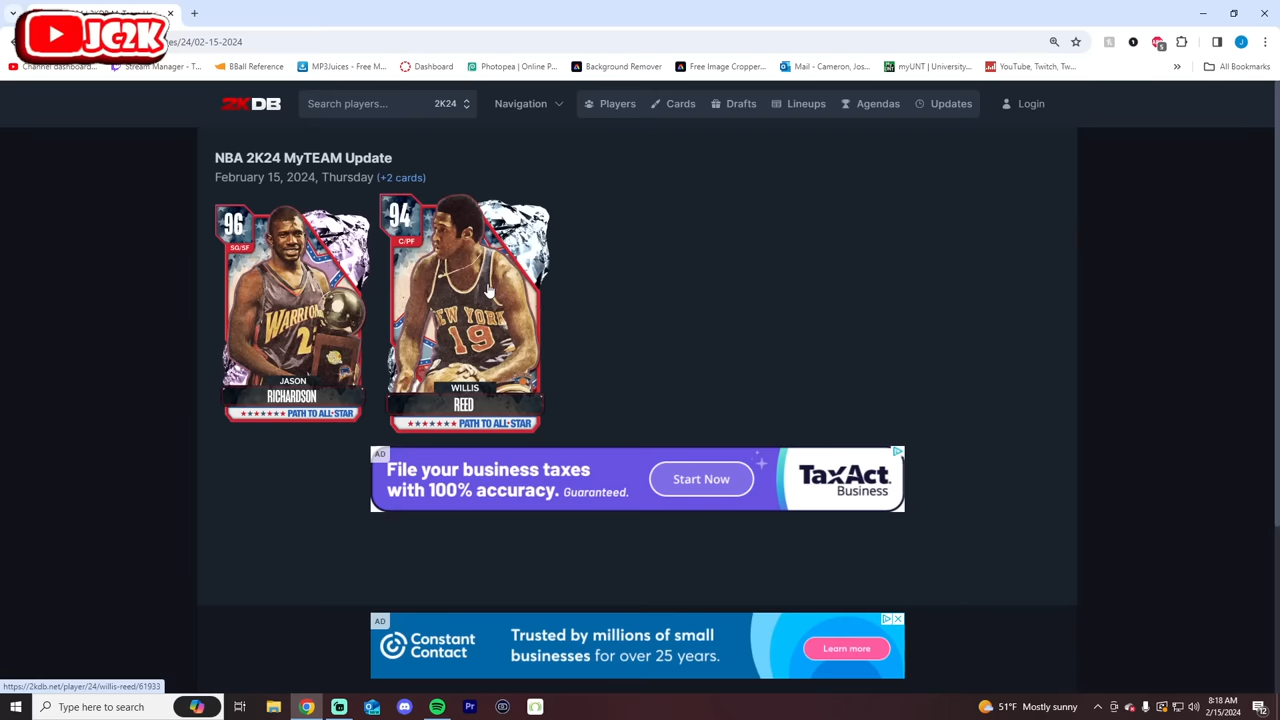 JC2K
es/24/02-15-2024
Channel dashboard...
Stream Manager - T...
BBall Reference
MP3Juices - Free M...
Dashboard
Photopea | Online P...
Background Remover
Free Image
Mail - Cameron, Jos...
myUNT | University...
YouTube, Twitch, Tw...
All Bookmarks
2KDB
Search players...
2K24
Navigation
Players
Cards
Drafts
Lineups
Agendas
Updates
Login
NBA 2K24 MyTEAM Update
February 15, 2024, Thursday (+2 cards)
96
SG/SF
WARRIORS
JASON
RICHARDSON
PATH TO ALL-STAR
94
C/PF
NEW YORK
19
WILLIS
REED
PATH TO ALL-STAR
AD
File your business taxes
with 100% accuracy. Guaranteed.
Start Now
TaxAct
Business
AD
Constant
Contact
Trusted by millions of small
businesses for over 25 years.
Learn more
https://2kdb.net/player/24/willis-reed/61933
Type here to search
51°F Mostly sunny
8:18 AM
2/15/2024